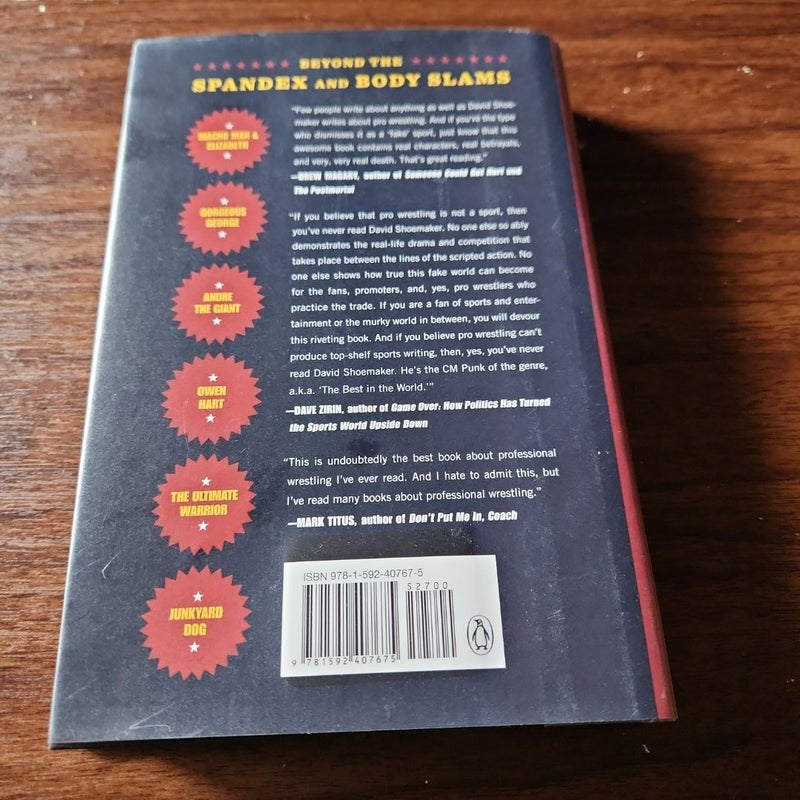 BEYOND THE
SPANDEX AND BODY SLAMS
MACHO MAN &
ELIZABETH
GORGEOUS
GEORGE
ANDRE
THE GIANT
OWEN
HART
THE ULTIMATE
WARRIOR
JUNKYARD
DOG
"Few people write about anything as well as David Shoe-
maker writes about pro wrestling. And if you're the type
who dismisses it as a 'fake' sport, just know that this
awesome book contains real characters, real betrayals,
and very, very real death. That's great reading."
—DREW MAGARY, author of Someone Could Get Hurt and
The Postmortal
"If you believe that pro wrestling is not a sport, then
you've never read David Shoemaker. No one else so ably
demonstrates the real-life drama and competition that
takes place between the lines of the scripted action. No
one else shows how true this fake world can become
for the fans, promoters, and, yes, pro wrestlers who
practice the trade. If you are a fan of sports and enter-
tainment or the murky world in between, you will devour
this riveting book. And if you believe pro wrestling can't
produce top-shelf sports writing, then, yes, you've never
read David Shoemaker. He's the CM Punk of the genre,
a.k.a. 'The Best in the World.'"
—DAVE ZIRIN, author of Game Over: How Politics Has Turned
the Sports World Upside Down
"This is undoubtedly the best book about professional
wrestling I've ever read. And I hate to admit this, but
I've read many books about professional wrestling."
—MARK TITUS, author of Don't Put Me In, Coach
ISBN 978-1-592-40767-5
52700
9 781592 407675